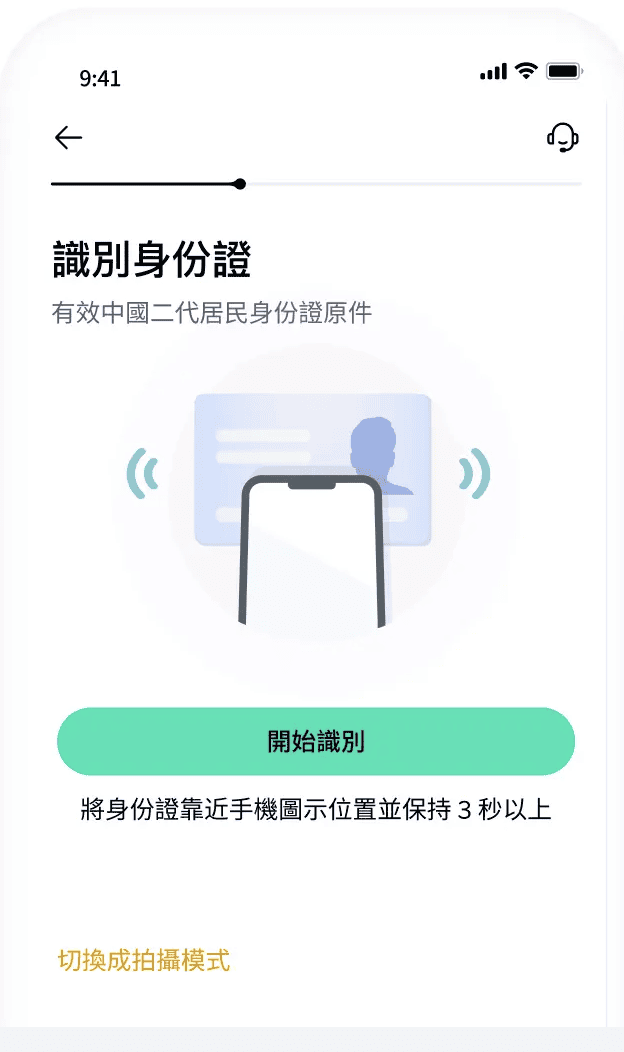 9:41
識別身份證
有效中國二代居民身份證原件
開始識別
將身份證靠近手機圖示位置並保持 3 秒以上
切換成拍攝模式